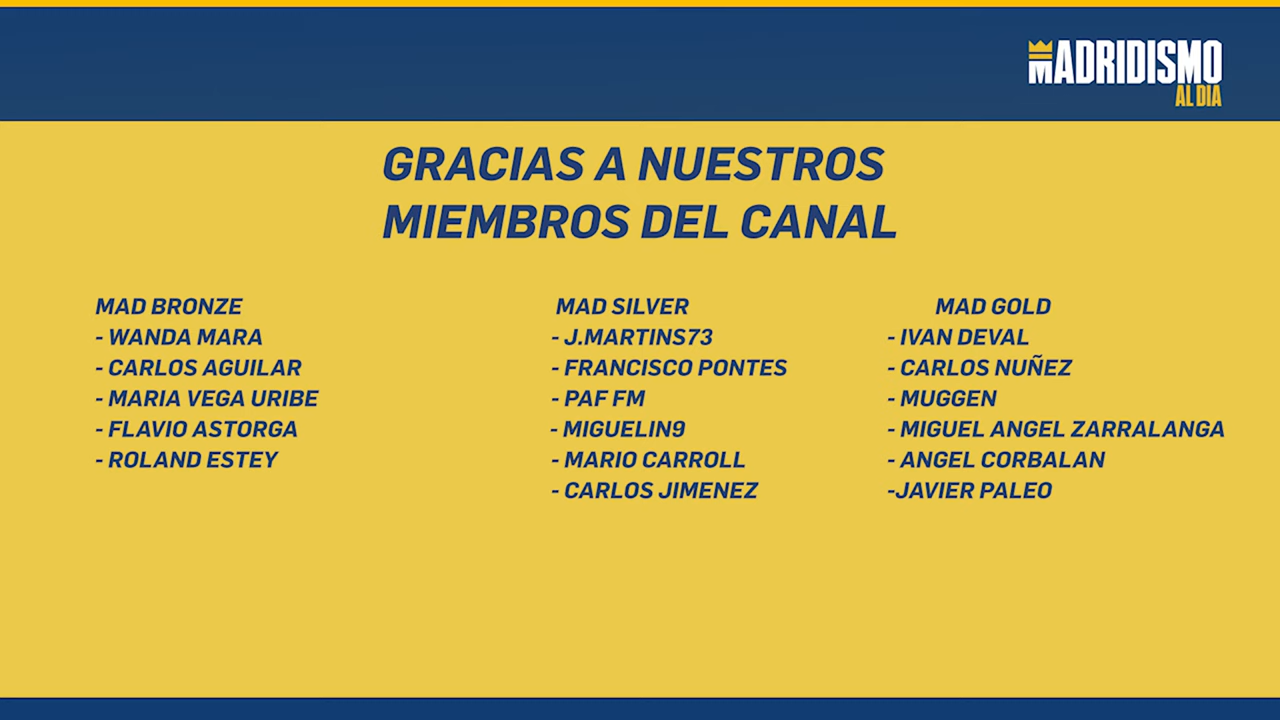 MADRIDISMO
AL DIA
GRACIAS A NUESTROS
MIEMBROS DEL CANAL
MAD BRONZE
- WANDA MARA
- CARLOS AGUILAR
- MARIA VEGA URIBE
- FLAVIO ASTORGA
- ROLAND ESTEY
MAD SILVER
- J.MARTINS73
- FRANCISCO PONTES
- PAF FM
- MIGUELIN9
- MARIO CARROLL
- CARLOS JIMENEZ
MAD GOLD
- IVAN DEVAL
- CARLOS NUÑEZ
- MUGGEN
- MIGUEL ANGEL ZARRALANGA
- ANGEL CORBALAN
-JAVIER PALEO